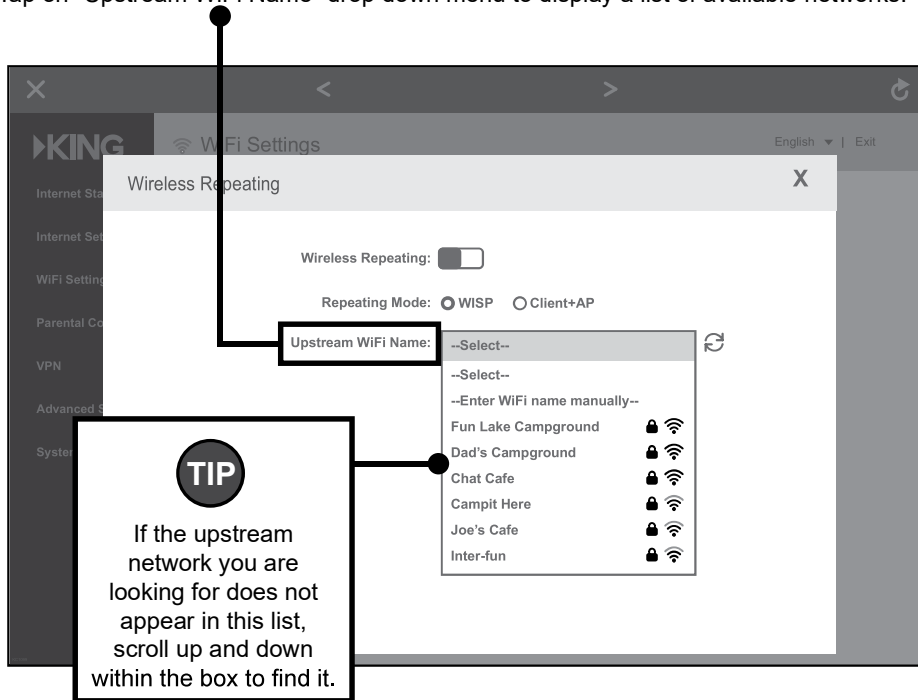 "Upstream WiFi Name" drop down menu to display a list of available networks.
KING
WiFi Settings
English ▼ | Exit
Wireless Repeating
X
Internet Sta
Internet Set
WiFi Setting
Parental Co
VPN
Advanced S
System
Wireless Repeating:
Repeating Mode: WISP Client+AP
Upstream WiFi Name: --Select--
--Select--
--Enter WiFi name manually--
Fun Lake Campground
Dad's Campground
Chat Cafe
Campit Here
Joe's Cafe
Inter-fun
TIP
If the upstream
network you are
looking for does not
appear in this list,
scroll up and down
within the box to find it.